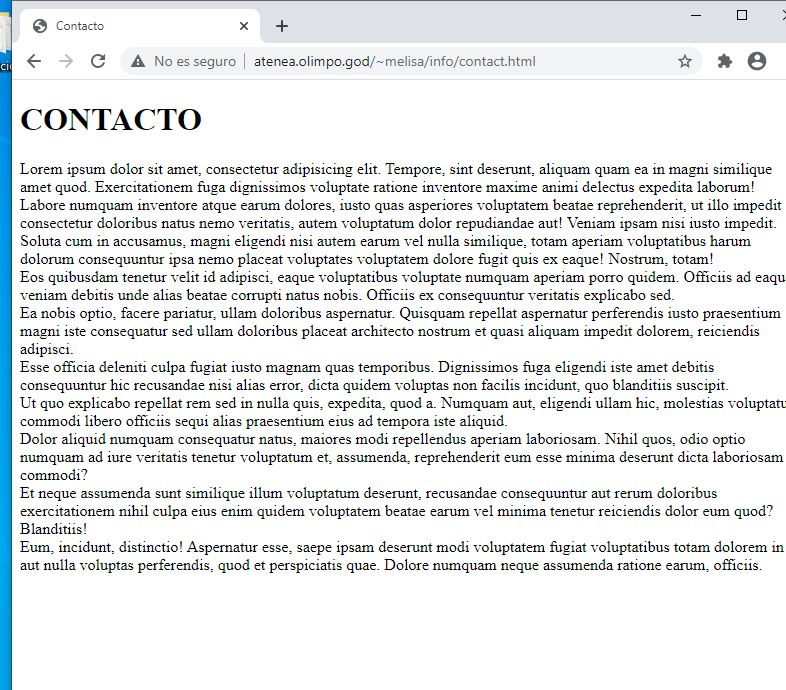 Contacto
No es seguro | atenea.olimpo.god/~melisa/info/contact.html
CONTACTO
Lorem ipsum dolor sit amet, consectetur adipisicing elit. Tempore, sint deserunt, aliquam quam ea in magni similique
amet quod. Exercitationem fuga dignissimos voluptate ratione inventore maxime animi delectus expedita laborum!
Labore numquam inventore atque earum dolores, iusto quas asperiores voluptatem beatae reprehenderit, ut illo impedit
consectetur doloribus natus nemo veritatis, autem voluptatum dolor repudiandae aut! Veniam ipsam nisi iusto impedit.
Soluta cum in accusamus, magni eligendi nisi autem earum vel nulla similique, totam aperiam voluptatibus harum
dolorum consequuntur ipsa nemo placeat voluptates voluptatem dolore fugit quis ex eaque! Nostrum, totam!
Eos quibusdam tenetur velit id adipisci, eaque voluptatibus voluptate numquam aperiam porro quidem. Officiis ad eaqu
veniam debitis unde alias beatae corrupti natus nobis. Officiis ex consequuntur veritatis explicabo sed.
Ea nobis optio, facere pariatur, ullam doloribus aspernatur. Quisquam repellat aspernatur perferendis iusto praesentium
magni iste consequatur sed ullam doloribus placeat architecto nostrum et quasi aliquam impedit dolorem, reiciendis
adipisci.
Esse officia deleniti culpa fugiat iusto magnam quas temporibus. Dignissimos fuga eligendi iste amet debitis
consequuntur hic recusandae nisi alias error, dicta quidem voluptas non facilis incidunt, quo blanditiis suscipit.
Ut quo explicabo repellat rem sed in nulla quis, expedita, quod a. Numquam aut, eligendi ullam hic, molestias voluptatu
commodi libero officiis sequi alias praesentium eius ad tempora iste aliquid.
Dolor aliquid numquam consequatur natus, maiores modi repellendus aperiam laboriosam. Nihil quos, odio optio
numquam ad iure veritatis tenetur voluptatum et, assumenda, reprehenderit eum esse minima deserunt dicta laboriosam
commodi?
Et neque assumenda sunt similique illum voluptatum deserunt, recusandae consequuntur aut rerum doloribus
exercitationem nihil culpa eius enim quidem voluptatem beatae earum vel minima tenetur reiciendis dolor eum quod?
Blanditiis!
Eum, incidunt, distinctio! Aspernatur esse, saepe ipsam deserunt modi voluptatem fugiat voluptatibus totam dolorem in
aut nulla voluptas perferendis, quod et perspiciatis quae. Dolore numquam neque assumenda ratione earum, officiis.